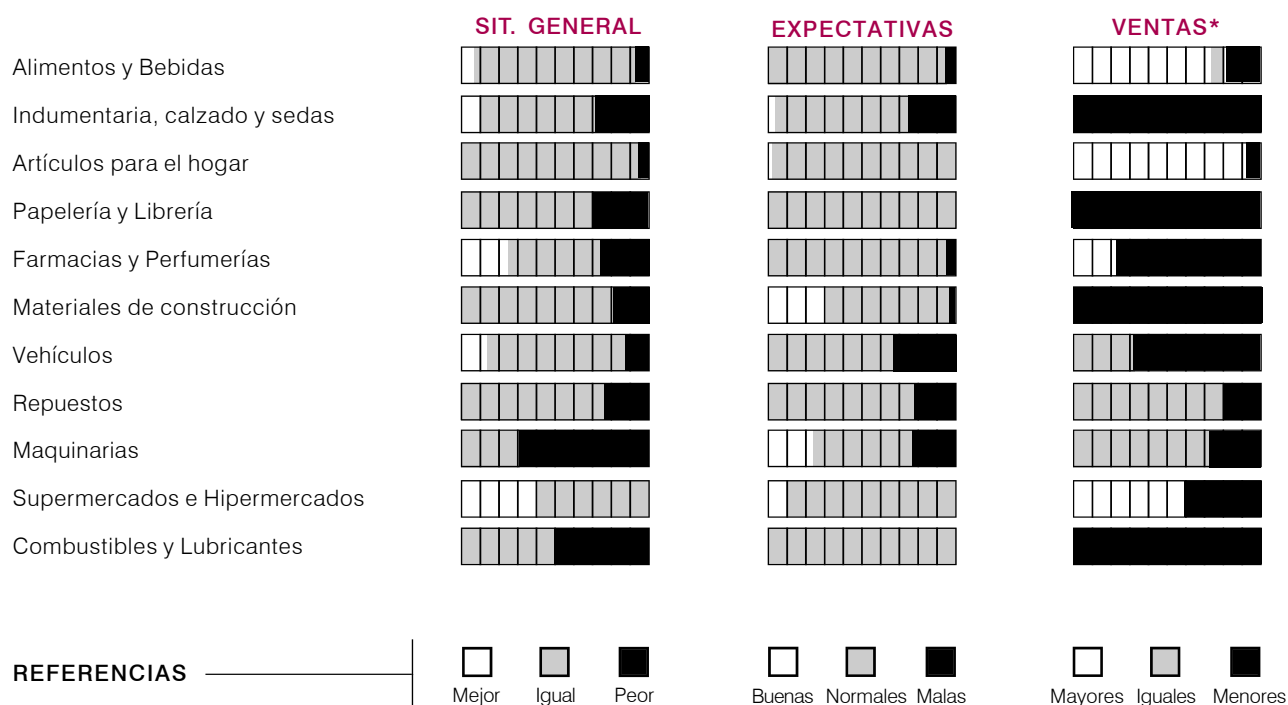 SIT. GENERAL EXPECTATIVAS VENTAS*
Alimentos y Bebidas
Indumentaria, calzado y sedas
Artículos para el hogar
Papelería y Librería
Farmacias y Perfumerías
Materiales de construcción
Vehículos
Repuestos
Maquinarias
Supermercados e Hipermercados
Combustibles y Lubricantes
REFERENCIAS
Mejor Igual Peor Buenas Normales Malas Mayores Iguales Menores